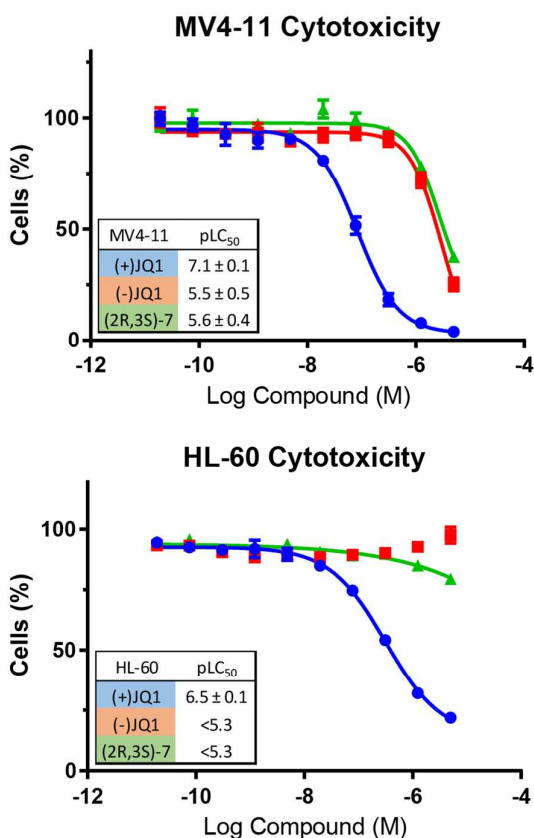 MV4-11 Cytotoxicity
100
50
0
Cells (%)
MV4-11 pLC₅₀
(+)JQ1 7.1 ± 0.1
(-)JQ1 5.5 ± 0.5
(2R,3S)-7 5.6 ± 0.4
-12 -10 -8 -6 -4
Log Compound (M)
HL-60 Cytotoxicity
100
50
0
Cells (%)
HL-60 pLC₅₀
(+)JQ1 6.5 ± 0.1
(-)JQ1 <5.3
(2R,3S)-7 <5.3
-12 -10 -8 -6 -4
Log Compound (M)